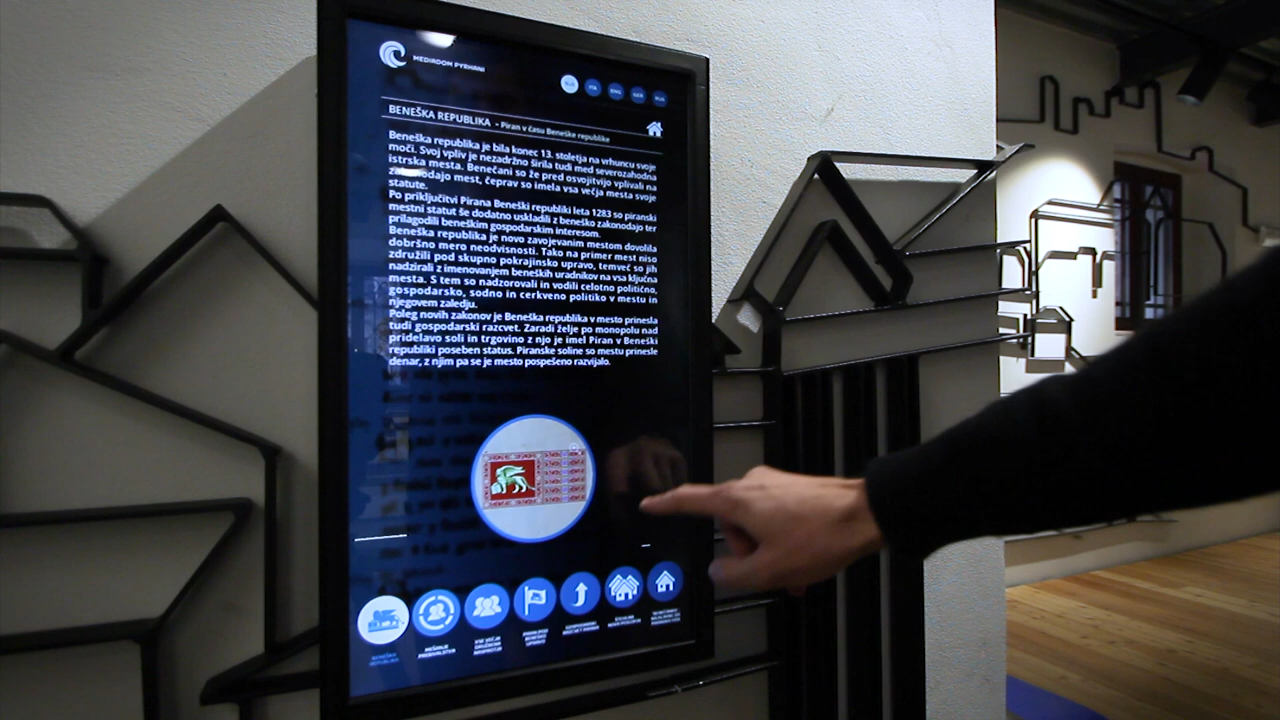 MEDIADOM PYRHANI
SLO ITA ENG GER RUS
BENEŠKA REPUBLIKA - Piran v času Beneške republike
Beneška republika je bila konec 13. stoletja na vrhuncu svoje
moči. Svoj vpliv je nezadržno širila tudi med severozahodna
istrska mesta. Benečani so že pred osvojitvijo vplivali na
zakonodajo mest, čeprav so imela vsa večja mesta svoje
statute.
Po priključitvi Pirana Beneški republiki leta 1283 so piranski
mestni statut še dodatno uskladili z beneško zakonodajo ter
prilagodili beneškim gospodarskim interesom.
Beneška republika je novo zavojevanim mestom dovolila
dobršno mero neodvisnosti. Tako na primer mest niso
združili pod skupno pokrajinsko upravo, temveč so jih
nadzirali z imenovanjem beneških uradnikov na vsa ključna
mesta. S tem so nadzorovali in vodili celotno politično,
gospodarsko, sodno in cerkveno politiko v mestu in
njegovem zaledju.
Poleg novih zakonov je Beneška republika v mesto prinesla
tudi gospodarski razcvet. Zaradi želje po monopolu nad
pridelavo soli in trgovino z njo je imel Piran v Beneški
republiki poseben status. Piranske soline so mestu prinesle
denar, z njim pa se je mesto pospešeno razvijalo.
BENEŠKA
REPUBLIKA
MEŠANJE
PREBIVALSTVA